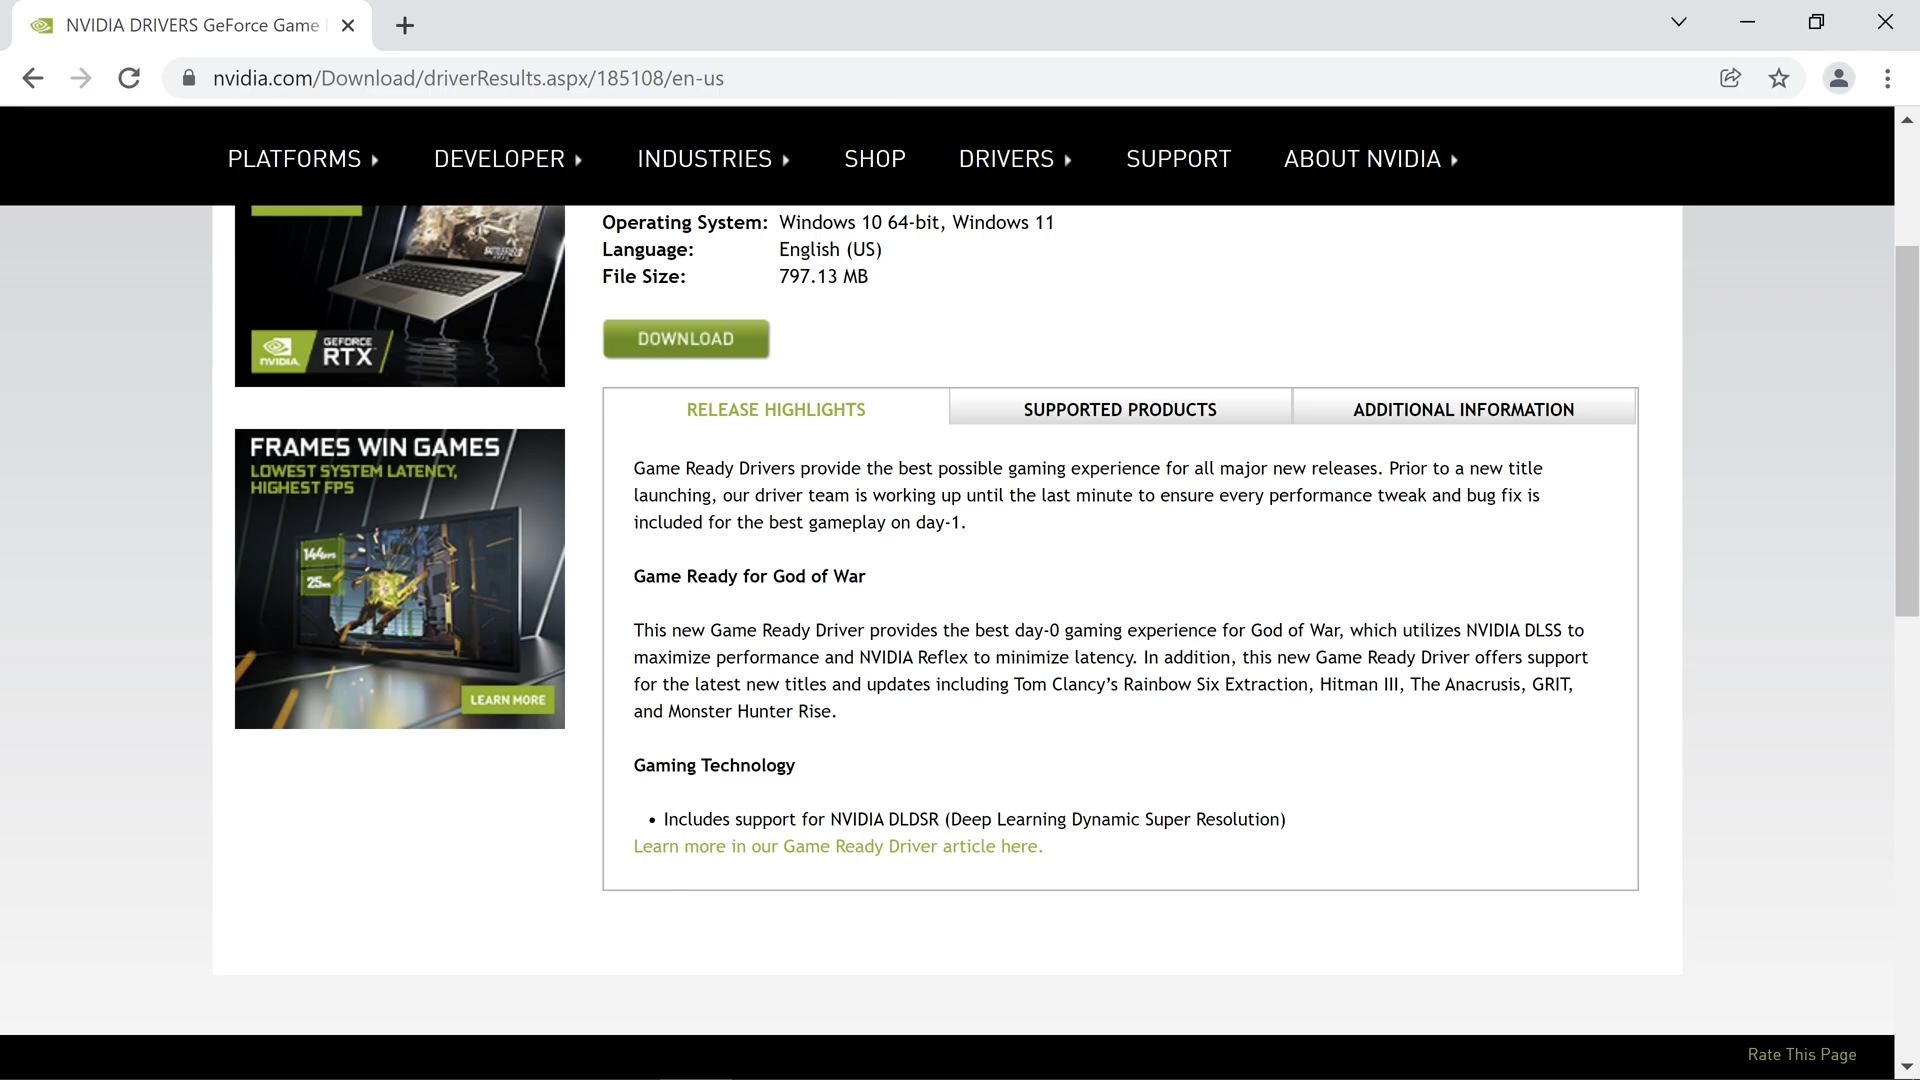 NVIDIA DRIVERS GeForce Game
nvidia.com/Download/driverResults.aspx/185108/en-us
PLATFORMS DEVELOPER INDUSTRIES SHOP DRIVERS SUPPORT ABOUT NVIDIA
Operating System: Windows 10 64-bit, Windows 11
Language: English (US)
File Size: 797.13 MB
DOWNLOAD
NVIDIA. GEFORCE RTX
RELEASE HIGHLIGHTS SUPPORTED PRODUCTS ADDITIONAL INFORMATION
FRAMES WIN GAMES
LOWEST SYSTEM LATENCY,
HIGHEST FPS
144FPS
25ms
LEARN MORE
Game Ready Drivers provide the best possible gaming experience for all major new releases. Prior to a new title
launching, our driver team is working up until the last minute to ensure every performance tweak and bug fix is
included for the best gameplay on day-1.
Game Ready for God of War
This new Game Ready Driver provides the best day-0 gaming experience for God of War, which utilizes NVIDIA DLSS to
maximize performance and NVIDIA Reflex to minimize latency. In addition, this new Game Ready Driver offers support
for the latest new titles and updates including Tom Clancy’s Rainbow Six Extraction, Hitman III, The Anacrusis, GRIT,
and Monster Hunter Rise.
Gaming Technology
• Includes support for NVIDIA DLDSR (Deep Learning Dynamic Super Resolution)
Learn more in our Game Ready Driver article here.
Rate This Page